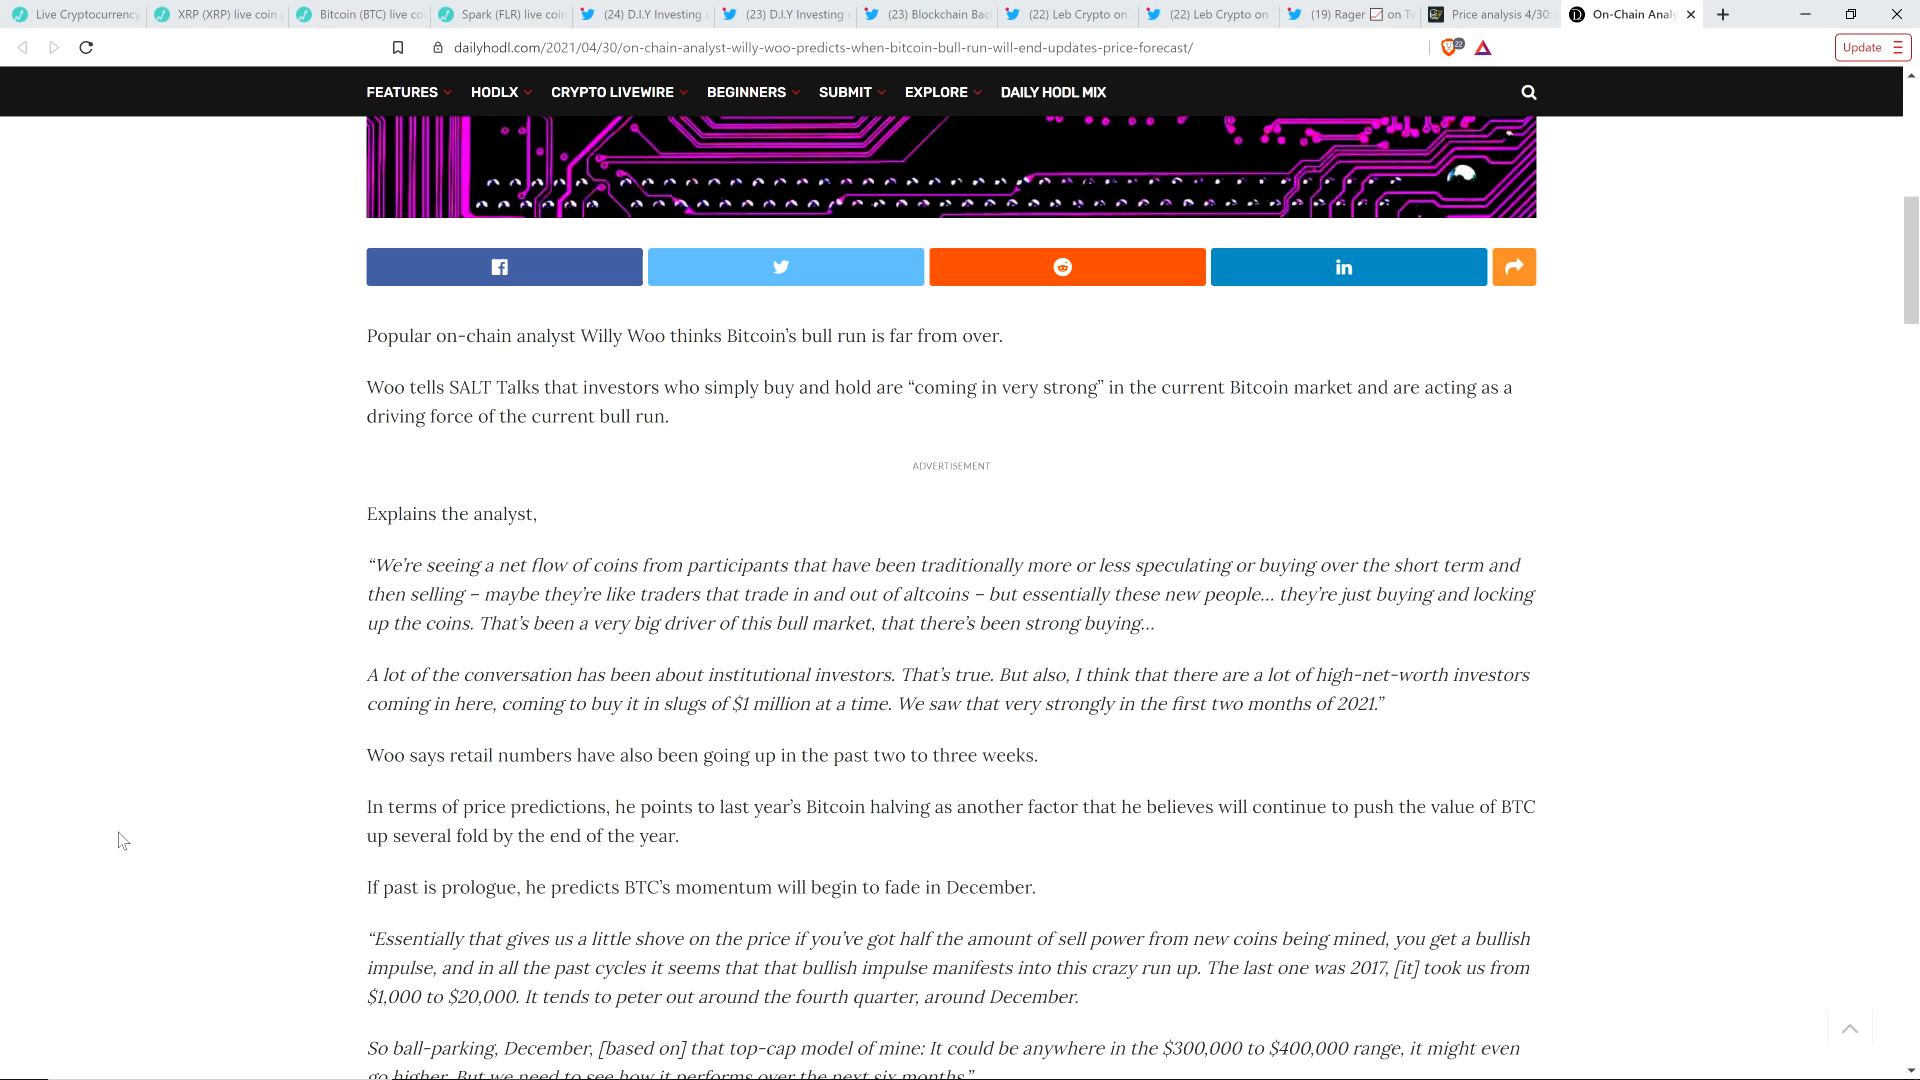 Live Cryptocurrency
XRP (XRP) live coin
Bitcoin (BTC) live co
Spark (FLR) live coin
(24) D.I.Y Investing
(23) D.I.Y Investing
(23) Blockchain Bac
(22) Leb Crypto on
(22) Leb Crypto on
(19) Rager 📈 on Tw
Price analysis 4/30:
On-Chain Anal
dailyhodl.com/2021/04/30/on-chain-analyst-willy-woo-predicts-when-bitcoin-bull-run-will-end-updates-price-forecast/
22
Update
FEATURES HODLX CRYPTO LIVEWIRE BEGINNERS SUBMIT EXPLORE DAILY HODL MIX
Popular on-chain analyst Willy Woo thinks Bitcoin’s bull run is far from over.
Woo tells SALT Talks that investors who simply buy and hold are “coming in very strong” in the current Bitcoin market and are acting as a
driving force of the current bull run.
ADVERTISEMENT
Explains the analyst,
“We’re seeing a net flow of coins from participants that have been traditionally more or less speculating or buying over the short term and
then selling – maybe they’re like traders that trade in and out of altcoins – but essentially these new people… they’re just buying and locking
up the coins. That’s been a very big driver of this bull market, that there’s been strong buying…
A lot of the conversation has been about institutional investors. That’s true. But also, I think that there are a lot of high-net-worth investors
coming in here, coming to buy it in slugs of $1 million at a time. We saw that very strongly in the first two months of 2021.”
Woo says retail numbers have also been going up in the past two to three weeks.
In terms of price predictions, he points to last year’s Bitcoin halving as another factor that he believes will continue to push the value of BTC
up several fold by the end of the year.
If past is prologue, he predicts BTC’s momentum will begin to fade in December.
“Essentially that gives us a little shove on the price if you’ve got half the amount of sell power from new coins being mined, you get a bullish
impulse, and in all the past cycles it seems that that bullish impulse manifests into this crazy run up. The last one was 2017, [it] took us from
$1,000 to $20,000. It tends to peter out around the fourth quarter, around December.
So ball-parking, December, [based on] that top-cap model of mine: It could be anywhere in the $300,000 to $400,000 range, it might even
go higher. But we need to see how it performs over the next six months.”